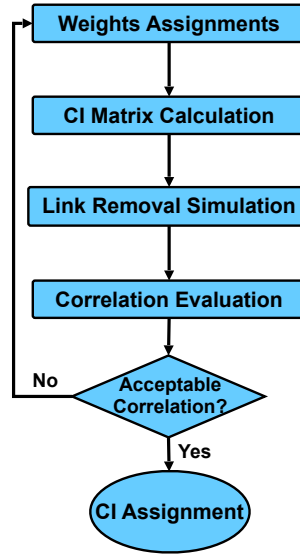 Weights Assignments
CI Matrix Calculation
Link Removal Simulation
Correlation Evaluation
Acceptable
Correlation?
No
Yes
CI Assignment